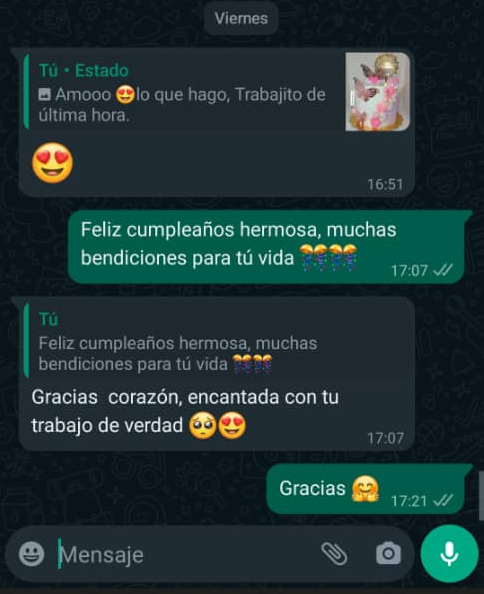 Viernes
Tú • Estado
Amooo 😍lo que hago, Trabajito de
última hora.
😍
16:51
Feliz cumpleaños hermosa, muchas
bendiciones para tú vida 👯👯
17:07
Tú
Feliz cumpleaños hermosa, muchas
bendiciones para tú vida 👯👯
Gracias corazón, encantada con tu
trabajo de verdad 🥺😍
17:07
Gracias 🤗
17:21
Mensaje